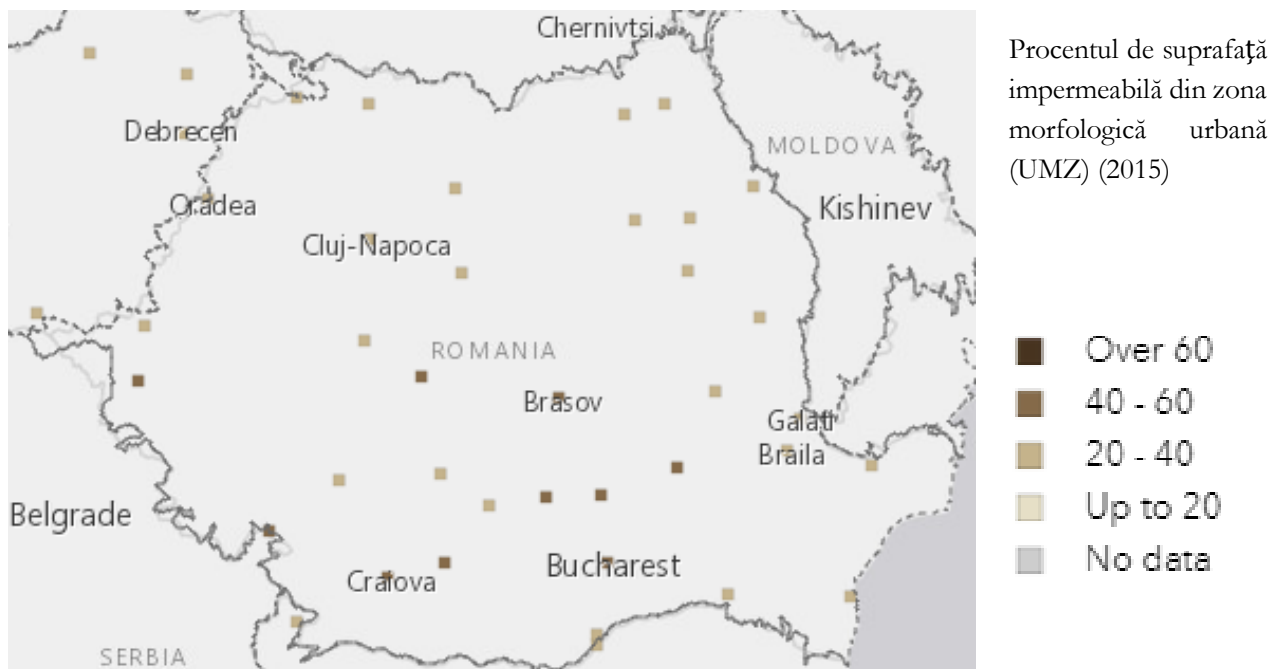 Chernivtsi
Debrecen
MOLDOVA
Oradea
Kishinev
Cluj-Napoca
ROMANIA
Brasov
Galati
Braila
Belgrade
Craiova
Bucharest
SERBIA
Procentul de suprafață
impermeabilă din zona
morfologică urbană
(UMZ) (2015)
Over 60
40 - 60
20 - 40
Up to 20
No data